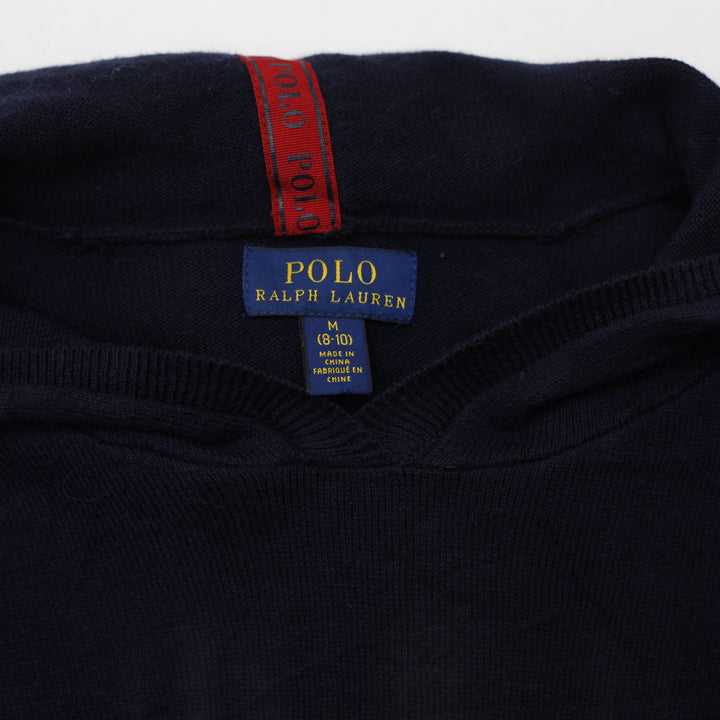 POLO POLO
POLO
RALPH LAUREN
M
(8-10)
MADE IN
CHINA
FABRIQUÉ EN
CHINE